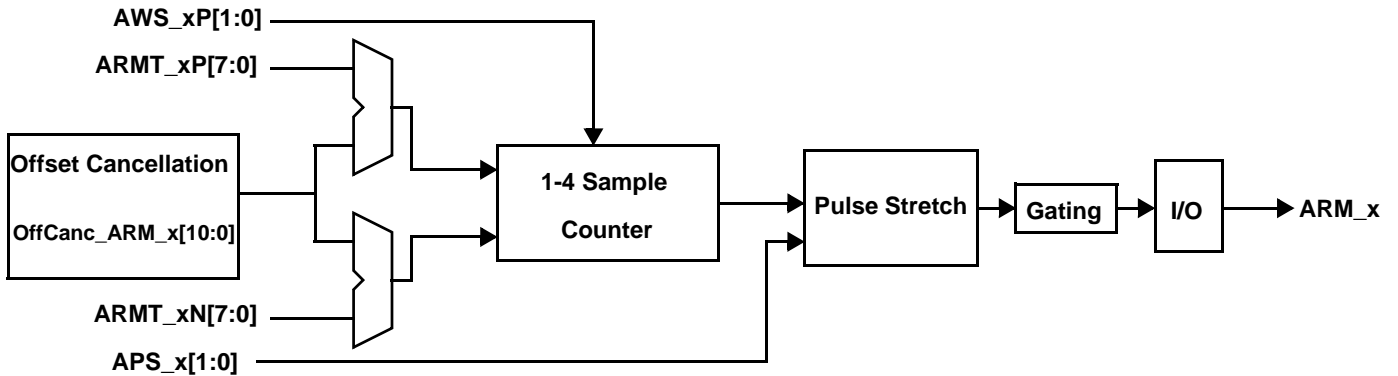 AWS_xP[1:0]
ARMT_xP[7:0]
Offset Cancellation
OffCanc_ARM_x[10:0]
ARMT_xN[7:0]
APS_x[1:0]
1-4 Sample
Counter
Pulse Stretch
Gating
I/O
ARM_x